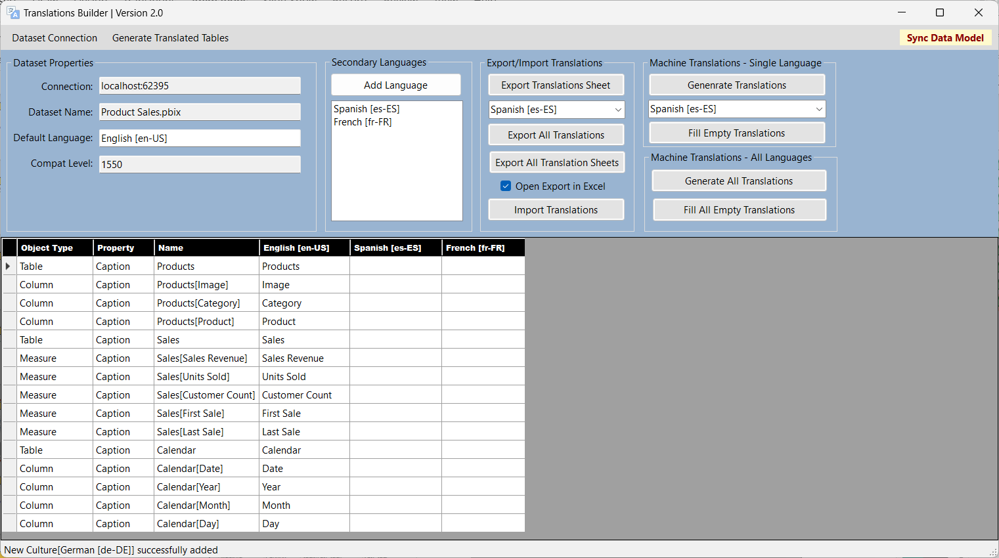 Translations Builder | Version 2.0
Dataset Connection Generate Translated Tables Sync Data Model
Dataset Properties
Connection: localhost:62395
Dataset Name: Product Sales.pbix
Default Language: English [en-US]
Compat Level: 1550
Secondary Languages
Add Language
Spanish [es-ES]
French [fr-FR]
Export/Import Translations
Export Translations Sheet
Spanish [es-ES]
Export All Translations
Export All Translation Sheets
Open Export in Excel
Import Translations
Machine Translations - Single Language
Genenrate Translations
Spanish [es-ES]
Fill Empty Translations
Machine Translations - All Languages
Generate All Translations
Fill All Empty Translations
Object Type Property Name English [en-US] Spanish [es-ES] French [fr-FR]
Table Caption Products Products
Column Caption Products[Image] Image
Column Caption Products[Category] Category
Column Caption Products[Product] Product
Table Caption Sales Sales
Measure Caption Sales[Sales Revenue] Sales Revenue
Measure Caption Sales[Units Sold] Units Sold
Measure Caption Sales[Customer Count] Customer Count
Measure Caption Sales[First Sale] First Sale
Measure Caption Sales[Last Sale] Last Sale
Table Caption Calendar Calendar
Column Caption Calendar[Date] Date
Column Caption Calendar[Year] Year
Column Caption Calendar[Month] Month
Column Caption Calendar[Day] Day
New Culture[German [de-DE]] successfully added